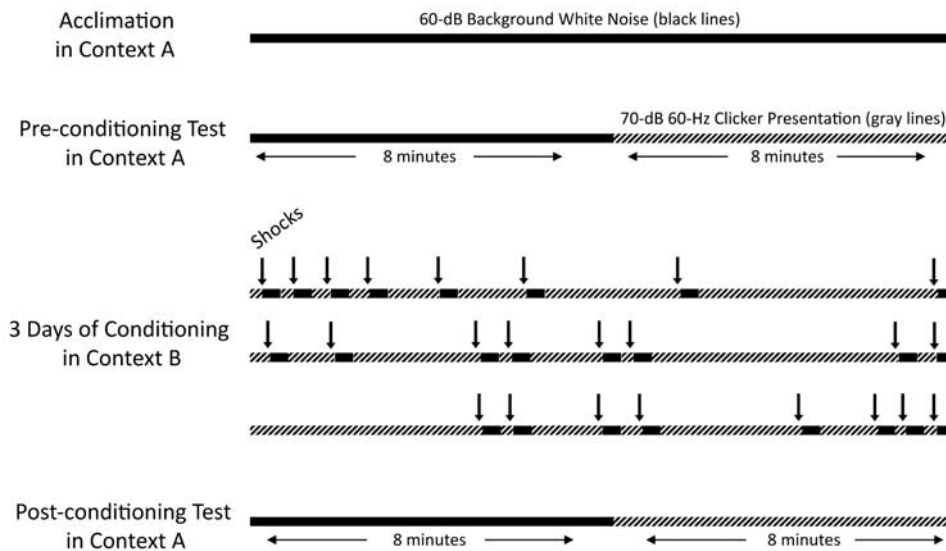 Acclimation
in Context A
60-dB Background White Noise (black lines)
Pre-conditioning Test
in Context A
70-dB 60-Hz Clicker Presentation (gray lines)
8 minutes
8 minutes
Shocks
3 Days of Conditioning
in Context B
Post-conditioning Test
in Context A
8 minutes
8 minutes